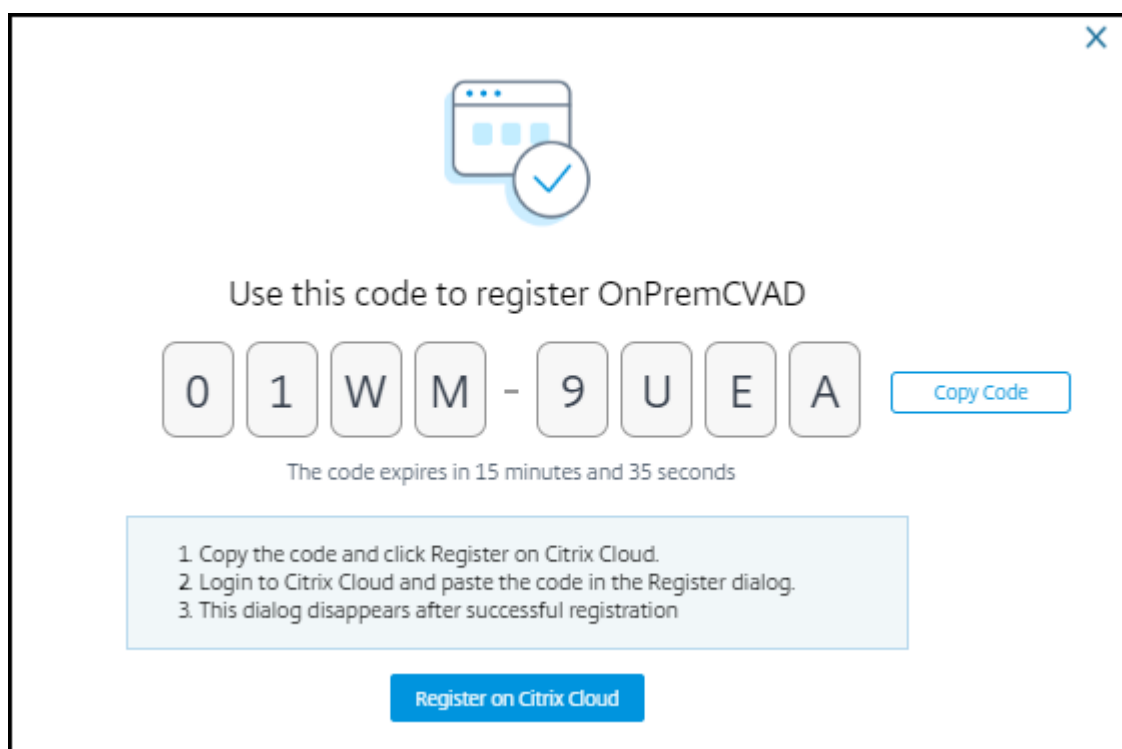 Use this code to register OnPremCVAD
0 1 W M - 9 U E A
Copy Code
The code expires in 15 minutes and 35 seconds
1. Copy the code and click Register on Citrix Cloud.
2. Login to Citrix Cloud and paste the code in the Register dialog.
3. This dialog disappears after successful registration
Register on Citrix Cloud